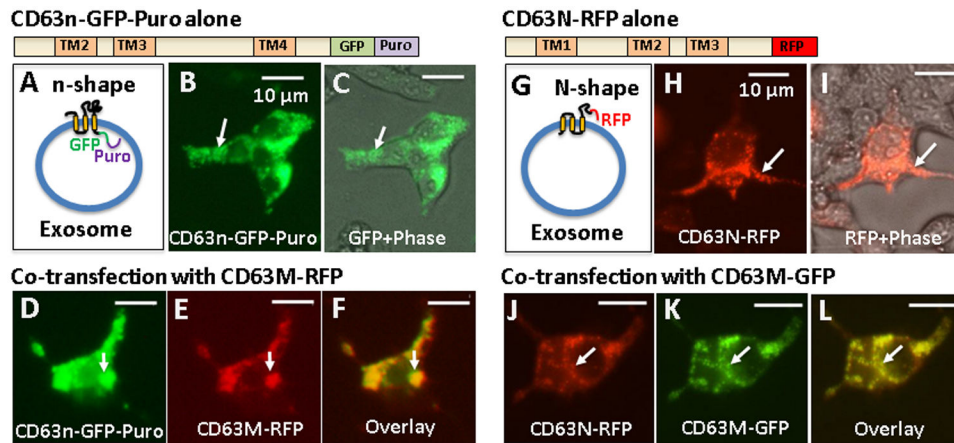 CD63n-GFP-Puro alone
TM2 TM3 TM4 GFP Puro
A
n-shape
GFP
Puro
Exosome
B
10 µm
CD63n-GFP-Puro
C
GFP+Phase
Co-transfection with CD63M-RFP
D
CD63n-GFP-Puro
E
CD63M-RFP
F
Overlay
CD63N-RFP alone
TM1 TM2 TM3 RFP
G
N-shape
RFP
Exosome
H
10 µm
CD63N-RFP
I
RFP+Phase
Co-transfection with CD63M-GFP
J
CD63N-RFP
K
CD63M-GFP
L
Overlay